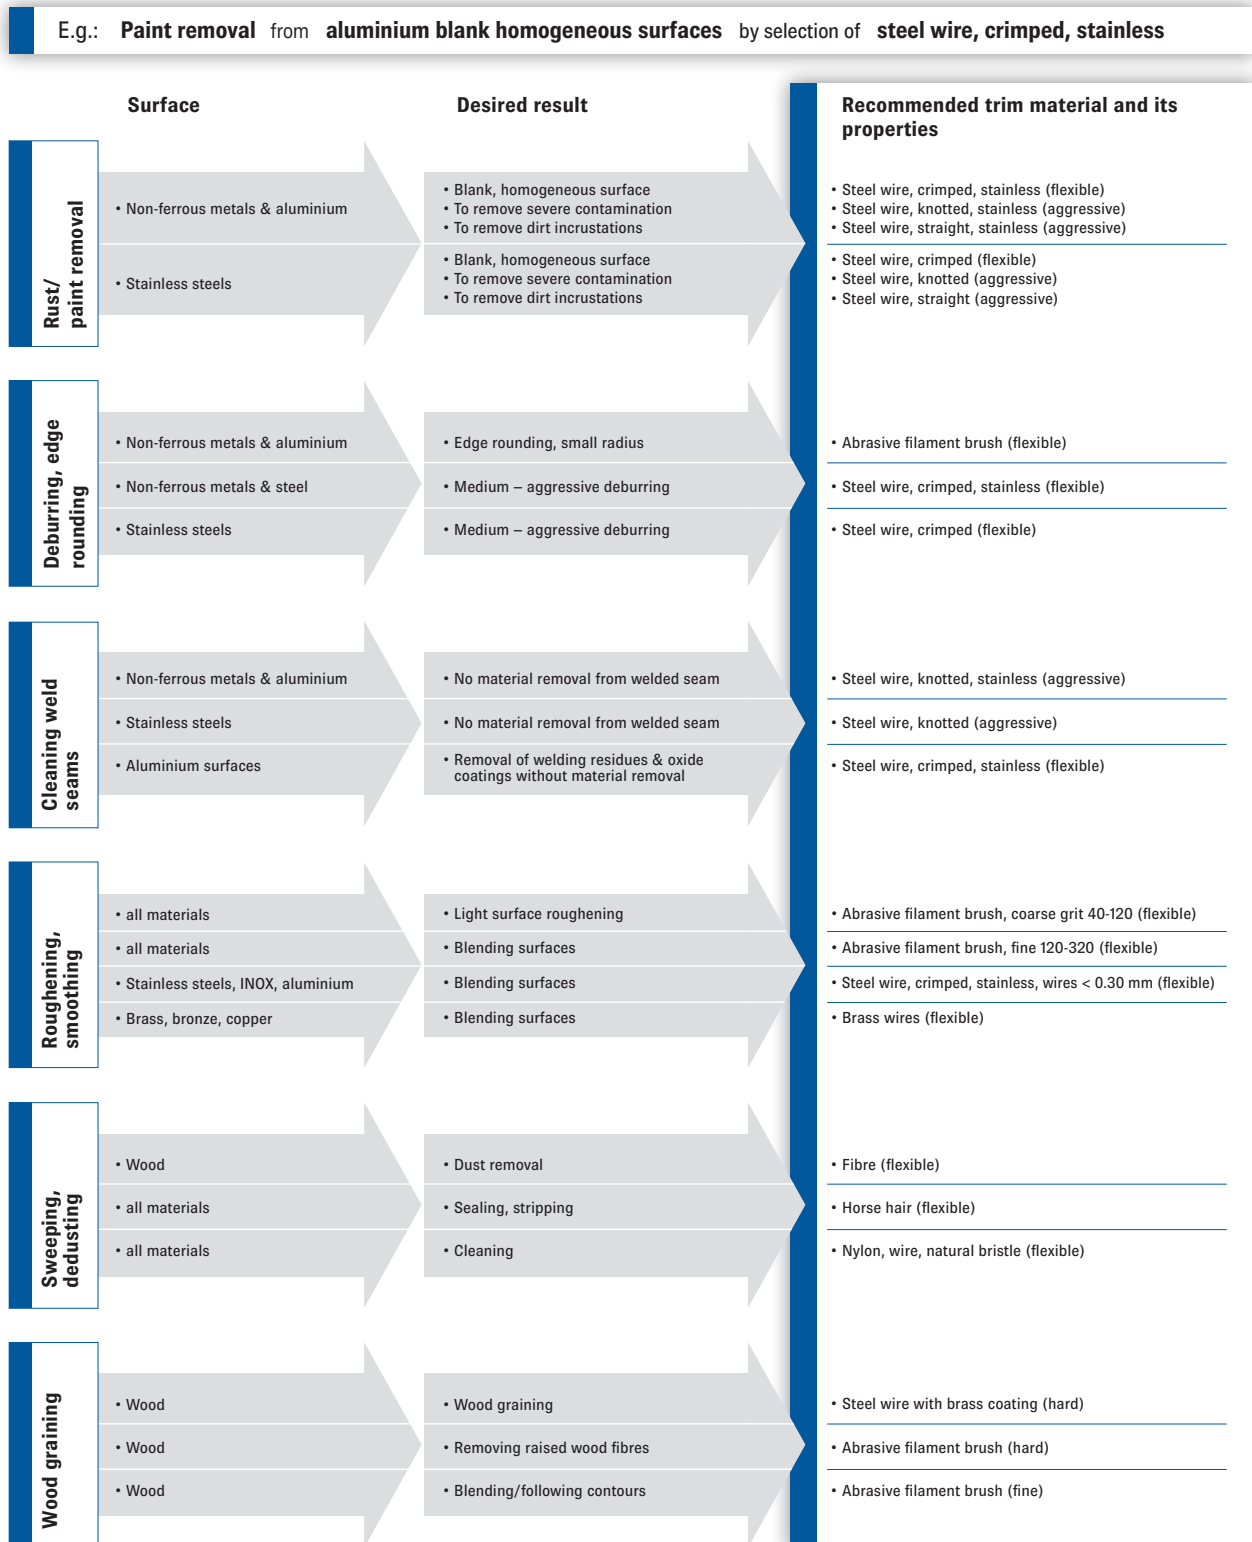 E.g.: Paint removal from aluminium blank homogeneous surfaces by selection of steel wire, crimped, stainless
Surface
Desired result
Recommended trim material and its
properties
Rust/
paint removal
• Non-ferrous metals & aluminium
• Blank, homogeneous surface
• To remove severe contamination
• To remove dirt incrustations
• Steel wire, crimped, stainless (flexible)
• Steel wire, knotted, stainless (aggressive)
• Steel wire, straight, stainless (aggressive)
• Stainless steels
• Blank, homogeneous surface
• To remove severe contamination
• To remove dirt incrustations
• Steel wire, crimped (flexible)
• Steel wire, knotted (aggressive)
• Steel wire, straight (aggressive)
Deburring, edge
rounding
• Non-ferrous metals & aluminium
• Edge rounding, small radius
• Abrasive filament brush (flexible)
• Non-ferrous metals & steel
• Medium – aggressive deburring
• Steel wire, crimped, stainless (flexible)
• Stainless steels
• Medium – aggressive deburring
• Steel wire, crimped (flexible)
Cleaning weld
seams
• Non-ferrous metals & aluminium
• No material removal from welded seam
• Steel wire, knotted, stainless (aggressive)
• Stainless steels
• No material removal from welded seam
• Steel wire, knotted (aggressive)
• Aluminium surfaces
• Removal of welding residues & oxide
coatings without material removal
• Steel wire, crimped, stainless (flexible)
Roughening,
smoothing
• all materials
• Light surface roughening
• Abrasive filament brush, coarse grit 40-120 (flexible)
• all materials
• Blending surfaces
• Abrasive filament brush, fine 120-320 (flexible)
• Stainless steels, INOX, aluminium
• Blending surfaces
• Steel wire, crimped, stainless, wires < 0.30 mm (flexible)
• Brass, bronze, copper
• Blending surfaces
• Brass wires (flexible)
Sweeping,
dedusting
• Wood
• Dust removal
• Fibre (flexible)
• all materials
• Sealing, stripping
• Horse hair (flexible)
• all materials
• Cleaning
• Nylon, wire, natural bristle (flexible)
Wood graining
• Wood
• Wood graining
• Steel wire with brass coating (hard)
• Wood
• Removing raised wood fibres
• Abrasive filament brush (hard)
• Wood
• Blending/following contours
• Abrasive filament brush (fine)